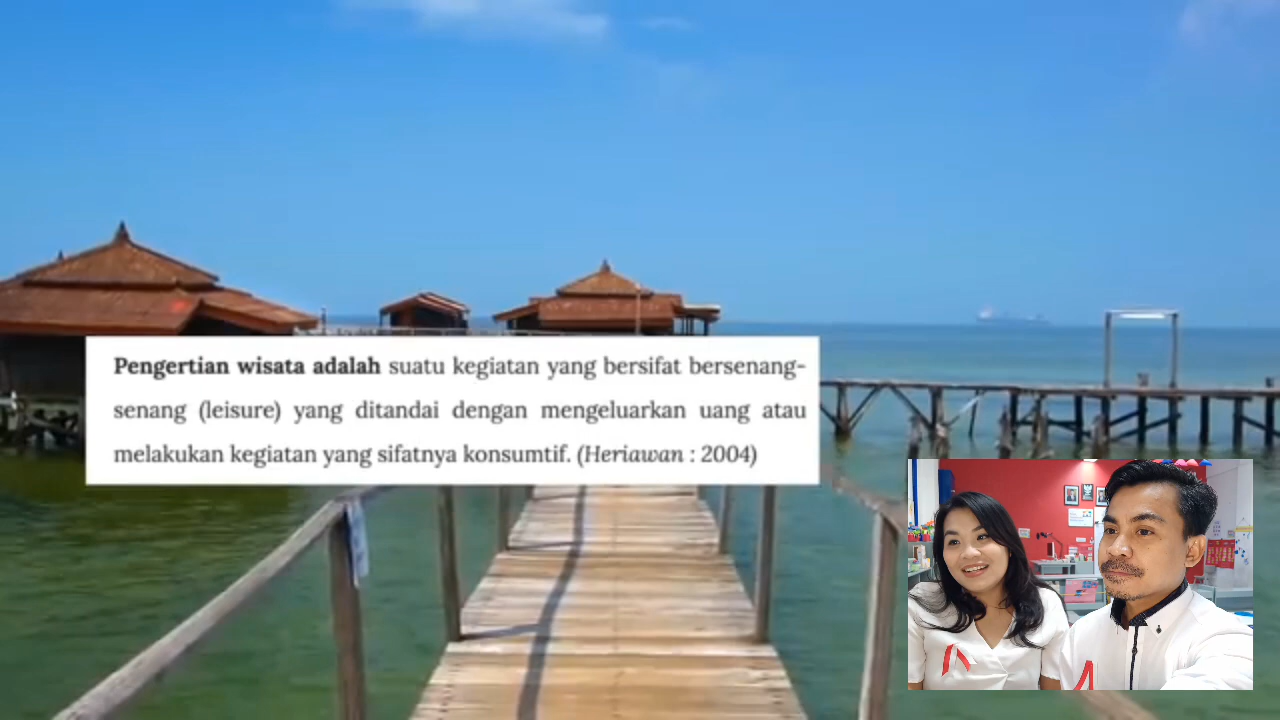 Pengertian wisata adalah suatu kegiatan yang bersifat bersenang-
senang (leisure) yang ditandai dengan mengeluarkan uang atau
melakukan kegiatan yang sifatnya konsumtif. (Heriawan : 2004)